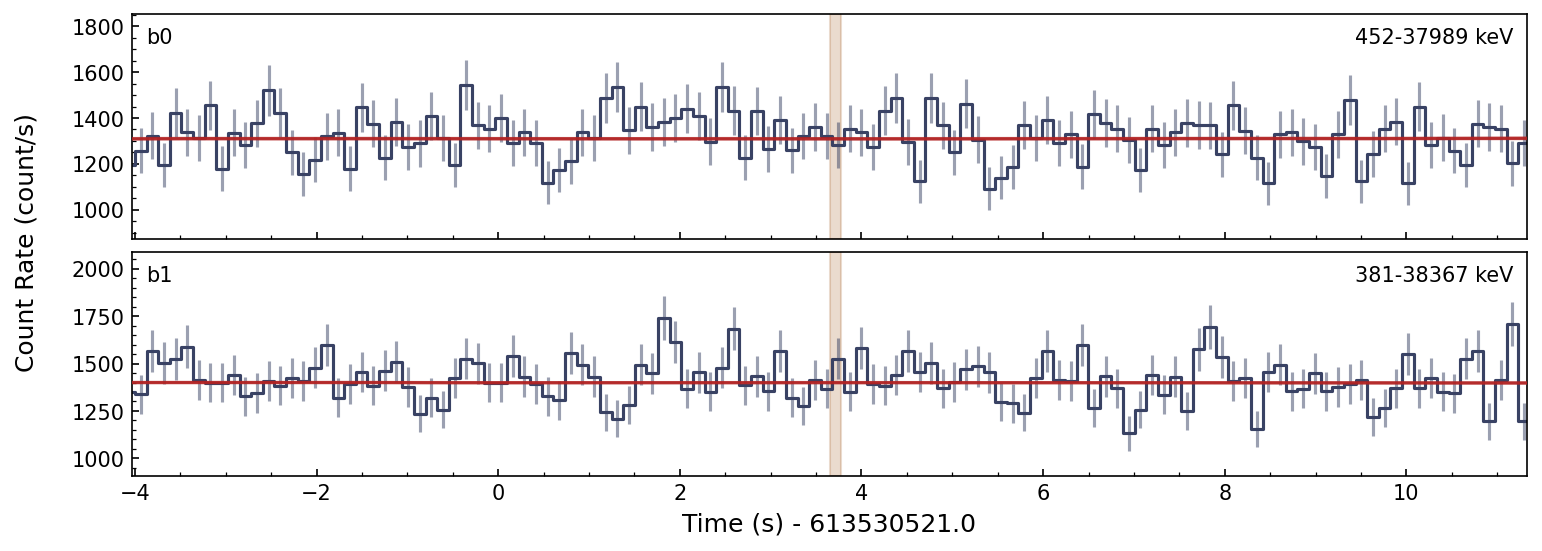 Count Rate (count/s)
b0
452-37989 keV
1800
1600
1400
1200
1000
b1
381-38367 keV
2000
1750
1500
1250
1000
−4 −2 0 2 4 6 8 10
Time (s) - 613530521.0